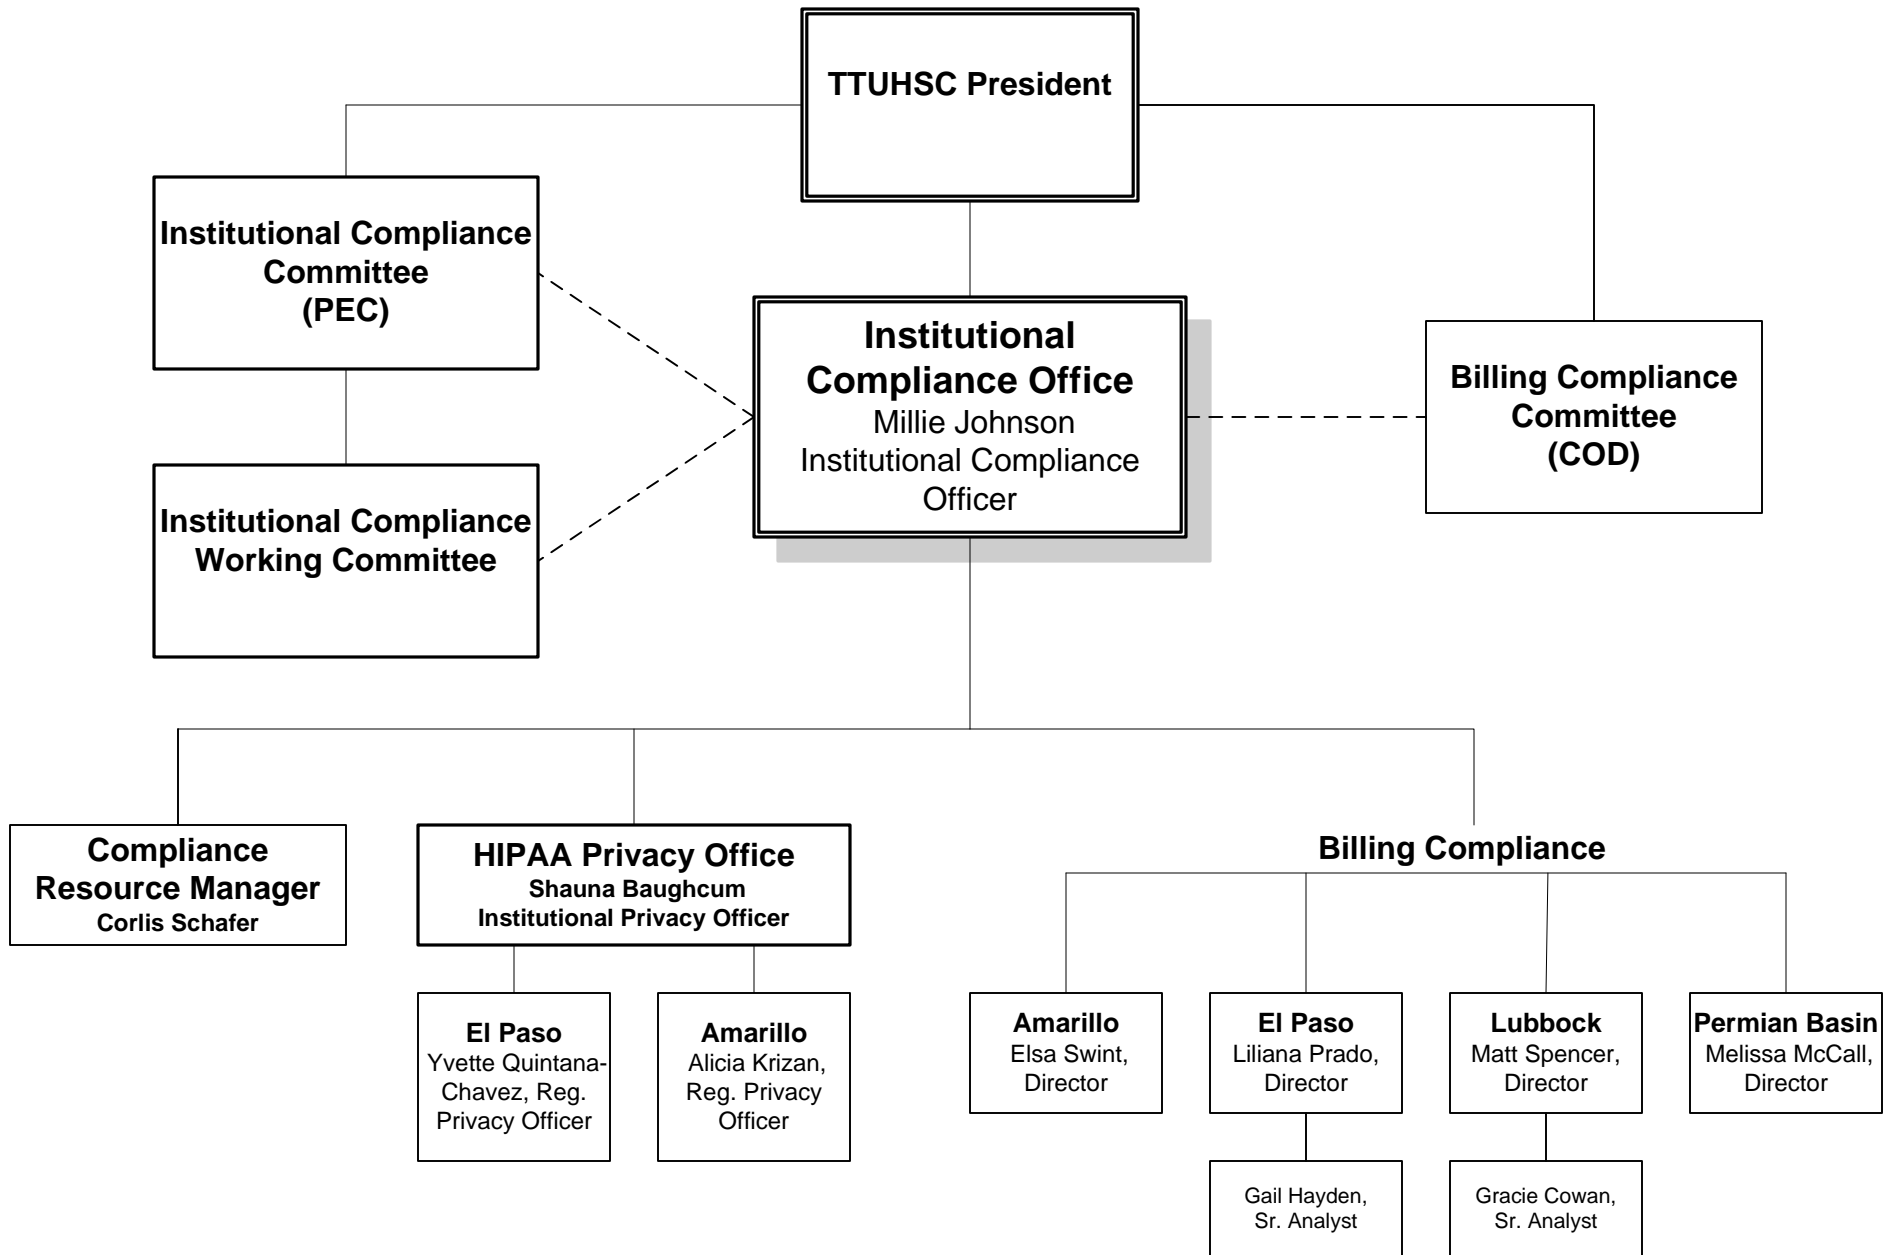 TTUHSC President
Institutional Compliance
Committee
(PEC)
Institutional
Compliance Office
Millie Johnson
Institutional Compliance
Officer
Billing Compliance
Committee
(COD)
Institutional Compliance
Working Committee
Compliance
Resource Manager
Corlis Schafer
HIPAA Privacy Office
Shauna Baughcum
Institutional Privacy Officer
Billing Compliance
El Paso
Yvette Quintana-
Chavez, Reg.
Privacy Officer
Amarillo
Alicia Krizan,
Reg. Privacy
Officer
Amarillo
Elsa Swint,
Director
El Paso
Liliana Prado,
Director
Lubbock
Matt Spencer,
Director
Permian Basin
Melissa McCall,
Director
Gail Hayden,
Sr. Analyst
Gracie Cowan,
Sr. Analyst